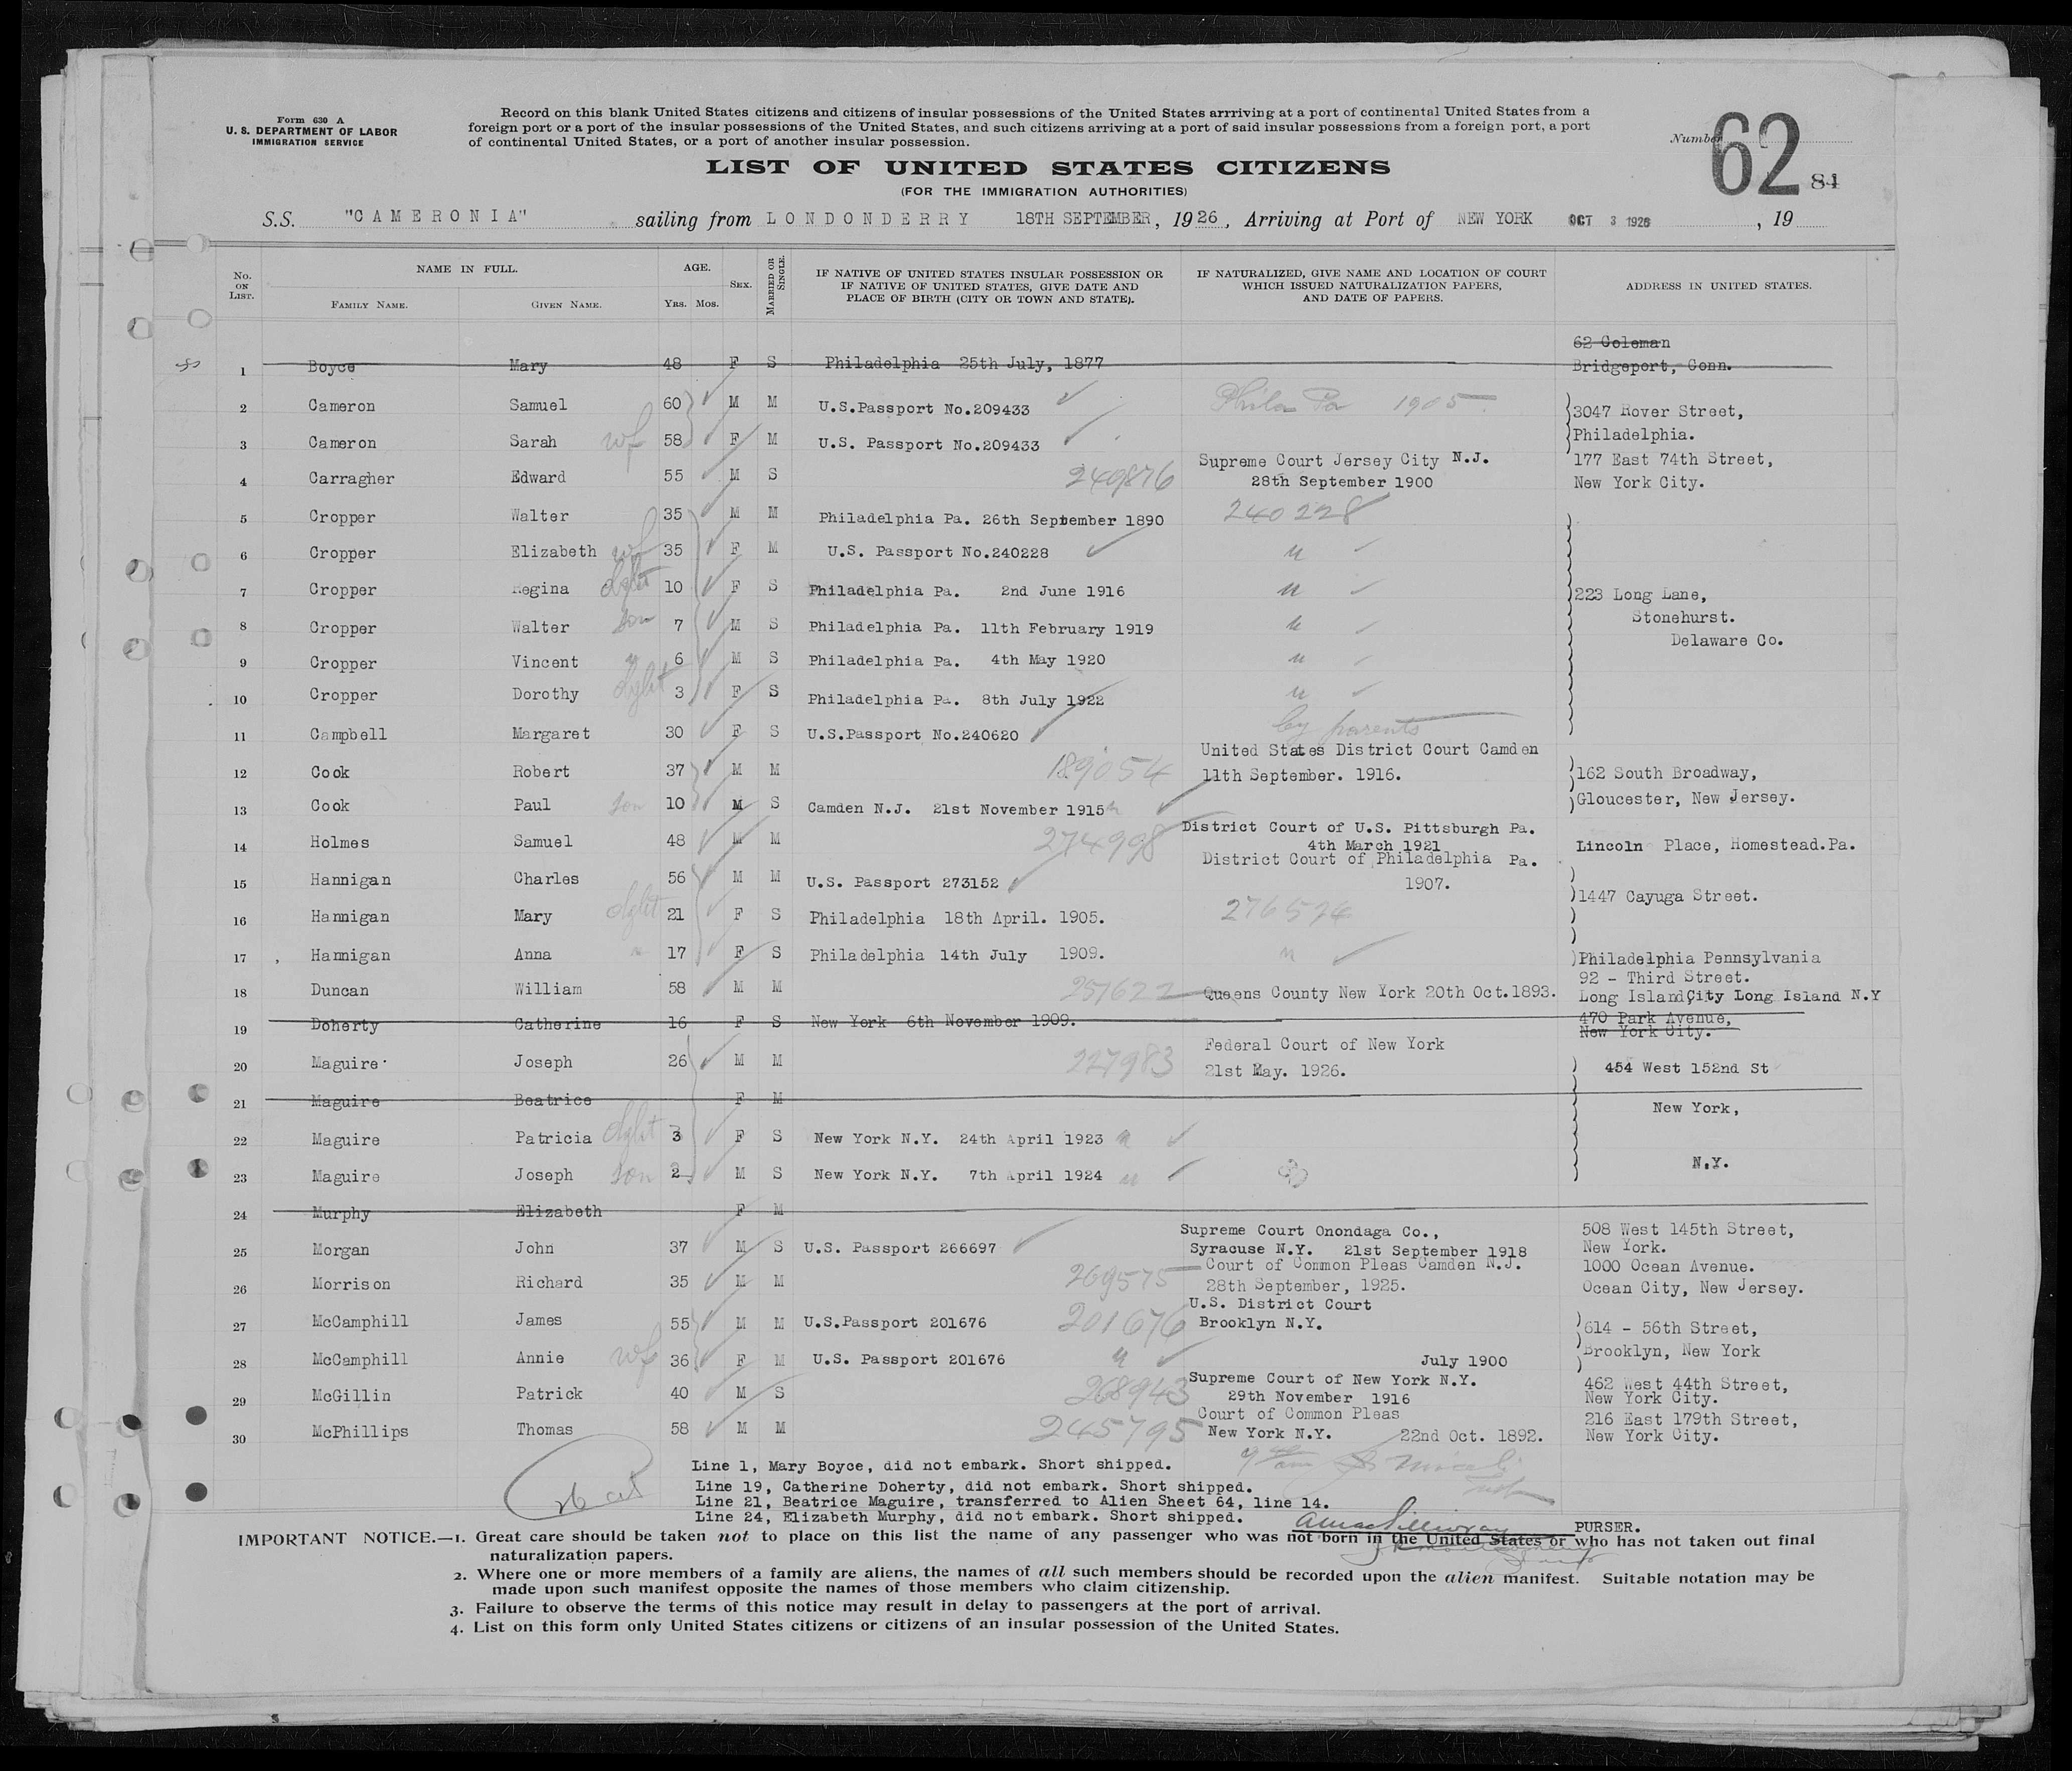 Form 630 A
U. S. DEPARTMENT OF LABOR
IMMIGRATION SERVICE
Record on this blank United States citizens and citizens of insular possessions of the United States arrriving at a port of continental United States from a
foreign port or a port of the insular possessions of the United States, and such citizens arriving at a port of said insular possessions from a foreign port, a port
of continental United States, or a port of another insular possession.
Number 62 84
LIST OF UNITED STATES CITIZENS
(FOR THE IMMIGRATION AUTHORITIES)
S.S. "CAMERONIA" sailing from LONDONDERRY 18TH SEPTEMBER, 1926, Arriving at Port of NEW YORK OCT 3 1926, 19
No. ON LIST. NAME IN FULL. FAMILY NAME. GIVEN NAME. AGE. YRS. MOS. SEX. MARRIED OR SINGLE. IF NATIVE OF UNITED STATES INSULAR POSSESSION OR IF NATIVE OF UNITED STATES, GIVE DATE AND PLACE OF BIRTH (CITY OR TOWN AND STATE). IF NATURALIZED, GIVE NAME AND LOCATION OF COURT WHICH ISSUED NATURALIZATION PAPERS, AND DATE OF PAPERS. ADDRESS IN UNITED STATES.
1 Boyce Mary 48 F S Philadelphia 25th July, 1877 62 Coleman Bridgeport, Conn.
2 Cameron Samuel 60 M M U.S.Passport No.209433 Phila Pa 1905 3047 Rover Street,
3 Cameron Sarah wf 58 F M U.S. Passport No.209433 Philadelphia.
4 Carragher Edward 55 M S 240876 Supreme Court Jersey City N.J. 28th September 1900 177 East 74th Street, New York City.
5 Cropper Walter 35 M M Philadelphia Pa. 26th September 1890 240228
6 Cropper Elizabeth wf 35 F M U.S. Passport No.240228 "
7 Cropper Regina dght 10 F S Philadelphia Pa. 2nd June 1916 " 223 Long Lane,
8 Cropper Walter son 7 M S Philadelphia Pa. 11th February 1919 " Stonehurst. Delaware Co.
9 Cropper Vincent " 6 M S Philadelphia Pa. 4th May 1920 "
10 Cropper Dorothy dght 3 F S Philadelphia Pa. 8th July 1922 "
11 Campbell Margaret 30 F S U.S.Passport No.240620 by parents
12 Cook Robert 37 M M 189054 United States District Court Camden 11th September. 1916. 162 South Broadway,
13 Cook Paul son 10 M S Camden N.J. 21st November 1915 " Gloucester, New Jersey.
14 Holmes Samuel 48 M M 274998 District Court of U.S. Pittsburgh Pa. 4th March 1921 Lincoln Place, Homestead.Pa.
15 Hannigan Charles 56 M M U.S. Passport 273152 District Court of Philadelphia Pa. 1907.
16 Hannigan Mary dght 21 F S Philadelphia 18th April. 1905. 276574 1447 Cayuga Street.
17 Hannigan Anna " 17 F S Philadelphia 14th July 1909. " Philadelphia Pennsylvania
18 Duncan William 58 M M 257622 Queens County New York 20th Oct.1893. 92 - Third Street. Long Island City Long Island N.Y
19 Doherty Catherine 16 F S New York 6th November 1909. 470 Park Avenue, New York City.
20 Maguire Joseph 26 M M 227983 Federal Court of New York 21st May. 1926. 454 West 152nd St
21 Maguire Beatrice F M New York,
22 Maguire Patricia dght 3 F S New York N.Y. 24th April 1923 "
23 Maguire Joseph son 2 M S New York N.Y. 7th April 1924 " N.Y.
24 Murphy Elizabeth F M
25 Morgan John 37 M S U.S. Passport 266697 Supreme Court Onondaga Co., Syracuse N.Y. 21st September 1918 508 West 145th Street, New York.
26 Morrison Richard 35 M M 269575 Court of Common Pleas Camden N.J. 28th September, 1925. 1000 Ocean Avenue. Ocean City, New Jersey.
27 McCamphill James 55 M M U.S.Passport 201676 201676 U.S. District Court Brooklyn N.Y. 614 - 56th Street,
28 McCamphill Annie wf 36 F M U.S. Passport 201676 " July 1900 Brooklyn, New York
29 McGillin Patrick 40 M S 268943 Supreme Court of New York N.Y. 29th November 1916 462 West 44th Street, New York City.
30 McPhillips Thomas 58 M M 245795 Court of Common Pleas New York N.Y. 22nd Oct. 1892. 216 East 179th Street, New York City.
Line 1, Mary Boyce, did not embark. Short shipped.
Line 19, Catherine Doherty, did not embark. Short shipped.
Line 21, Beatrice Maguire, transferred to Alien Sheet 64, line 14.
Line 24, Elizabeth Murphy, did not embark. Short shipped.
PURSER.
IMPORTANT NOTICE.—1. Great care should be taken not to place on this list the name of any passenger who was not born in the United States or who has not taken out final
naturalization papers.
2. Where one or more members of a family are aliens, the names of all such members should be recorded upon the alien manifest. Suitable notation may be
made upon such manifest opposite the names of those members who claim citizenship.
3. Failure to observe the terms of this notice may result in delay to passengers at the port of arrival.
4. List on this form only United States citizens or citizens of an insular possession of the United States.